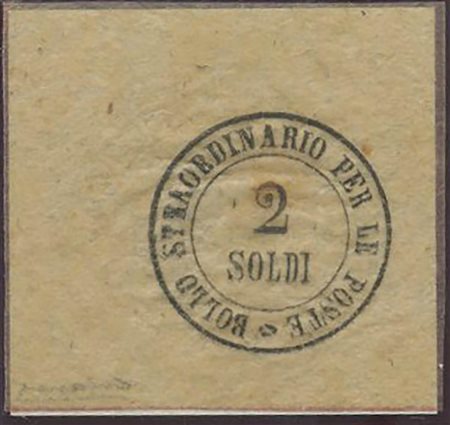 BOLLO STRAORDINARIO PER LE POSTE
2
SOLDI